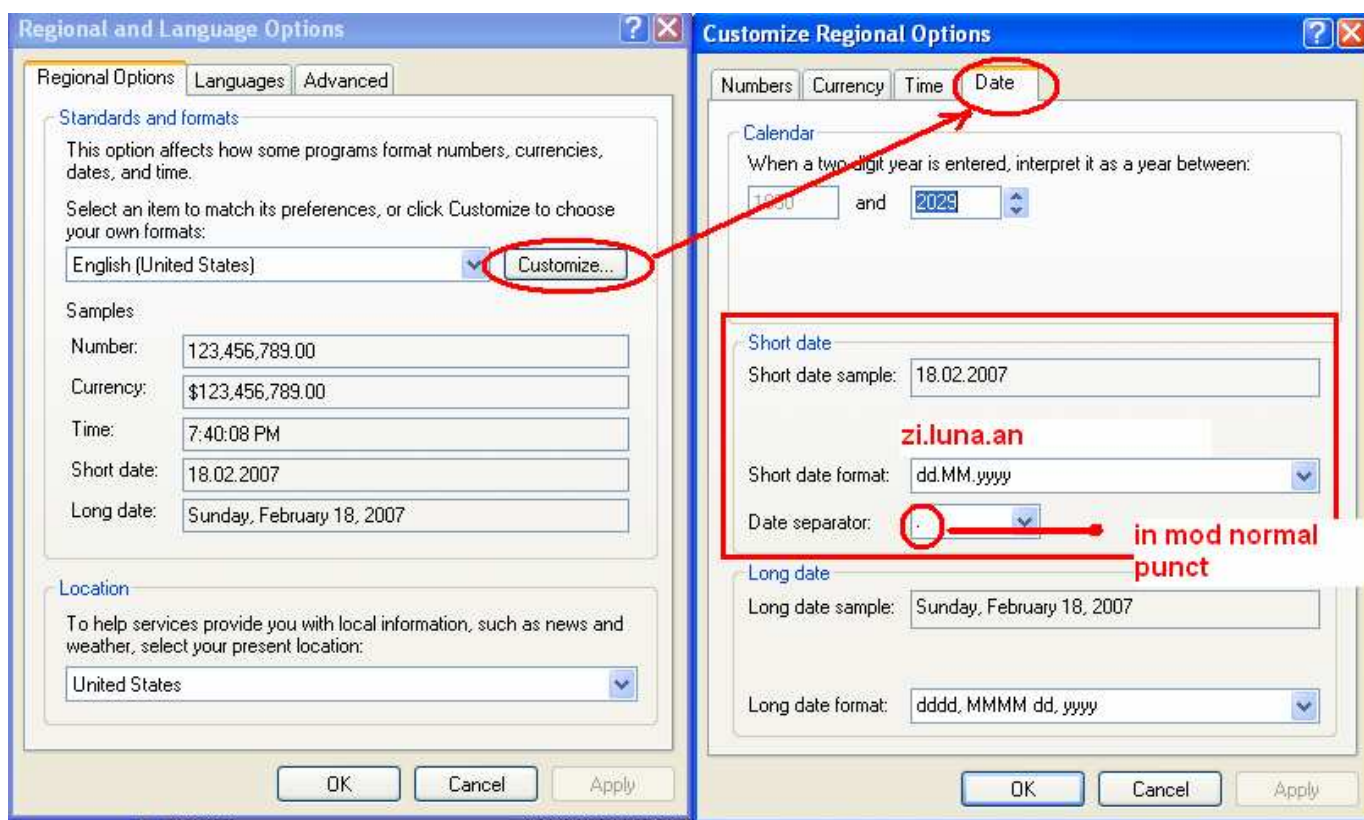 Regional and Language Options
Regional Options Languages Advanced
Standards and formats
This option affects how some programs format numbers, currencies,
dates, and time.
Select an item to match its preferences, or click Customize to choose
your own formats:
English (United States) Customize...
Samples
Number: 123,456,789.00
Currency: $123,456,789.00
Time: 7:40:08 PM
Short date: 18.02.2007
Long date: Sunday, February 18, 2007
Location
To help services provide you with local information, such as news and
weather, select your present location:
United States
OK Cancel Apply
Customize Regional Options
Numbers Currency Time Date
Calendar
When a two-digit year is entered, interpret it as a year between:
1930 and 2029
Short date
Short date sample: 18.02.2007
zi.luna.an
Short date format: dd.MM.yyyy
Date separator: .
in mod normal
punct
Long date
Long date sample: Sunday, February 18, 2007
Long date format: dddd, MMMM dd, yyyy
OK Cancel Apply